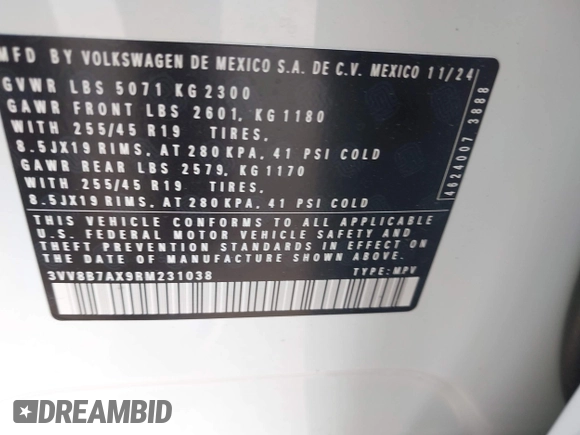 MFD BY VOLKSWAGEN DE MEXICO S.A. DE C.V. MEXICO 11/24
GVWR LBS 5071 KG 2300
GAWR FRONT LBS 2601, KG 1180
WITH 255/45 R19 TIRES,
8.5JX19 RIMS, AT 280 KPA, 41 PSI COLD
GAWR REAR LBS 2579, KG 1170
WITH 255/45 R19 TIRES,
8.5JX19 RIMS, AT 280 KPA, 41 PSI COLD
THIS VEHICLE CONFORMS TO ALL APPLICABLE
U.S. FEDERAL MOTOR VEHICLE SAFETY AND
THEFT PREVENTION STANDARDS IN EFFECT ON
THE DATE OF MANUFACTURE SHOWN ABOVE.
3VV8B7AX9RM231038 TYPE: MPV
4624007 3888
DREAMBID